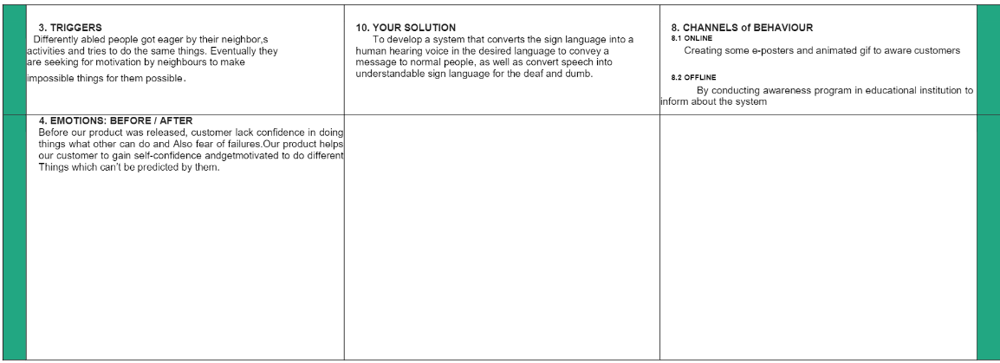 3. TRIGGERS
Differently abled people got eager by their neighbor,s
activities and tries to do the same things. Eventually they
are seeking for motivation by neighbours to make
impossible things for them possible.
10. YOUR SOLUTION
To develop a system that converts the sign language into a
human hearing voice in the desired language to convey a
message to normal people, as well as convert speech into
understandable sign language for the deaf and dumb.
8. CHANNELS of BEHAVIOUR
8.1 ONLINE
Creating some e-posters and animated gif to aware customers
8.2 OFFLINE
By conducting awareness program in educational institution to
inform about the system
4. EMOTIONS: BEFORE / AFTER
Before our product was released, customer lack confidence in doing
things what other can do and Also fear of failures.Our product helps
our customer to gain self-confidence andgetmotivated to do different
Things which can't be predicted by them.